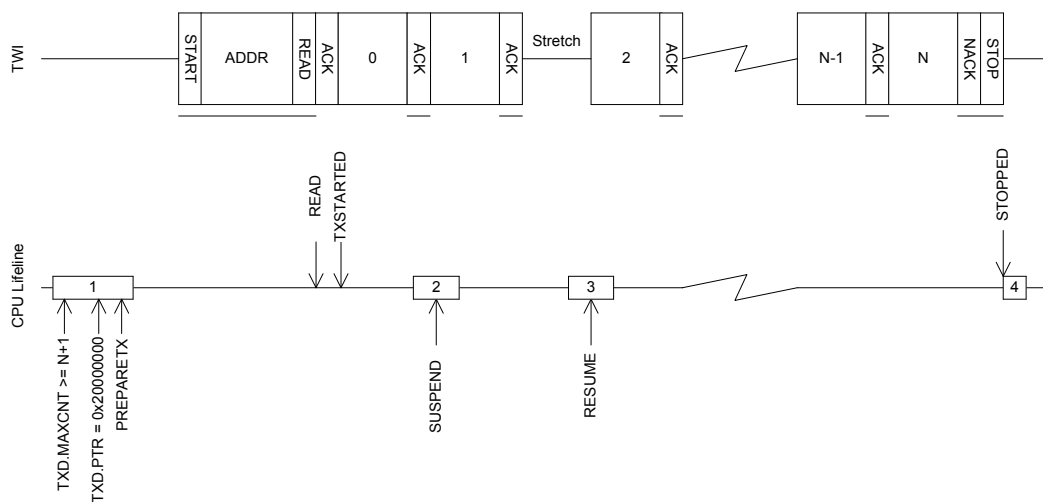 TWI
START
ADDR
READ
ACK
0
ACK
1
ACK
Stretch
2
ACK
N-1
ACK
N
NACK
STOP
READ
TXSTARTED
STOPPED
CPU Lifeline
1
2
3
4
TXD.MAXCNT >= N+1
TXD.PTR = 0x20000000
PREPARETX
SUSPEND
RESUME